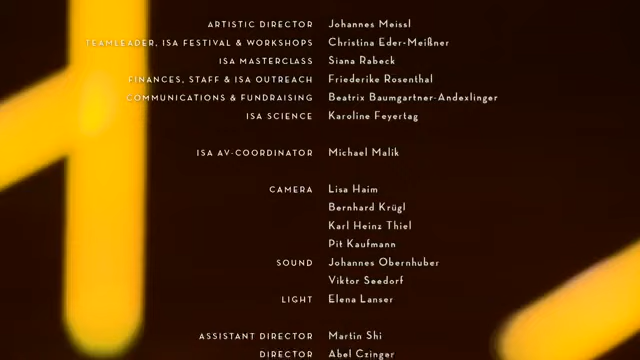 ARTISTIC DIRECTOR Johannes Meissl
TEAMLEADER, ISA FESTIVAL & WORKSHOPS Christina Eder-Meißner
ISA MASTERCLASS Siana Rabeck
FINANCES, STAFF & ISA OUTREACH Friederike Rosenthal
COMMUNICATIONS & FUNDRAISING Beatrix Baumgartner-Andexlinger
ISA SCIENCE Karoline Feyertag
ISA AV-COORDINATOR Michael Malik
CAMERA Lisa Haim
Bernhard Krügl
Karl Heinz Thiel
Pit Kaufmann
SOUND Johannes Obernhuber
Viktor Seedorf
LIGHT Elena Lanser
ASSISTANT DIRECTOR Martin Shi
DIRECTOR Abel Czinger